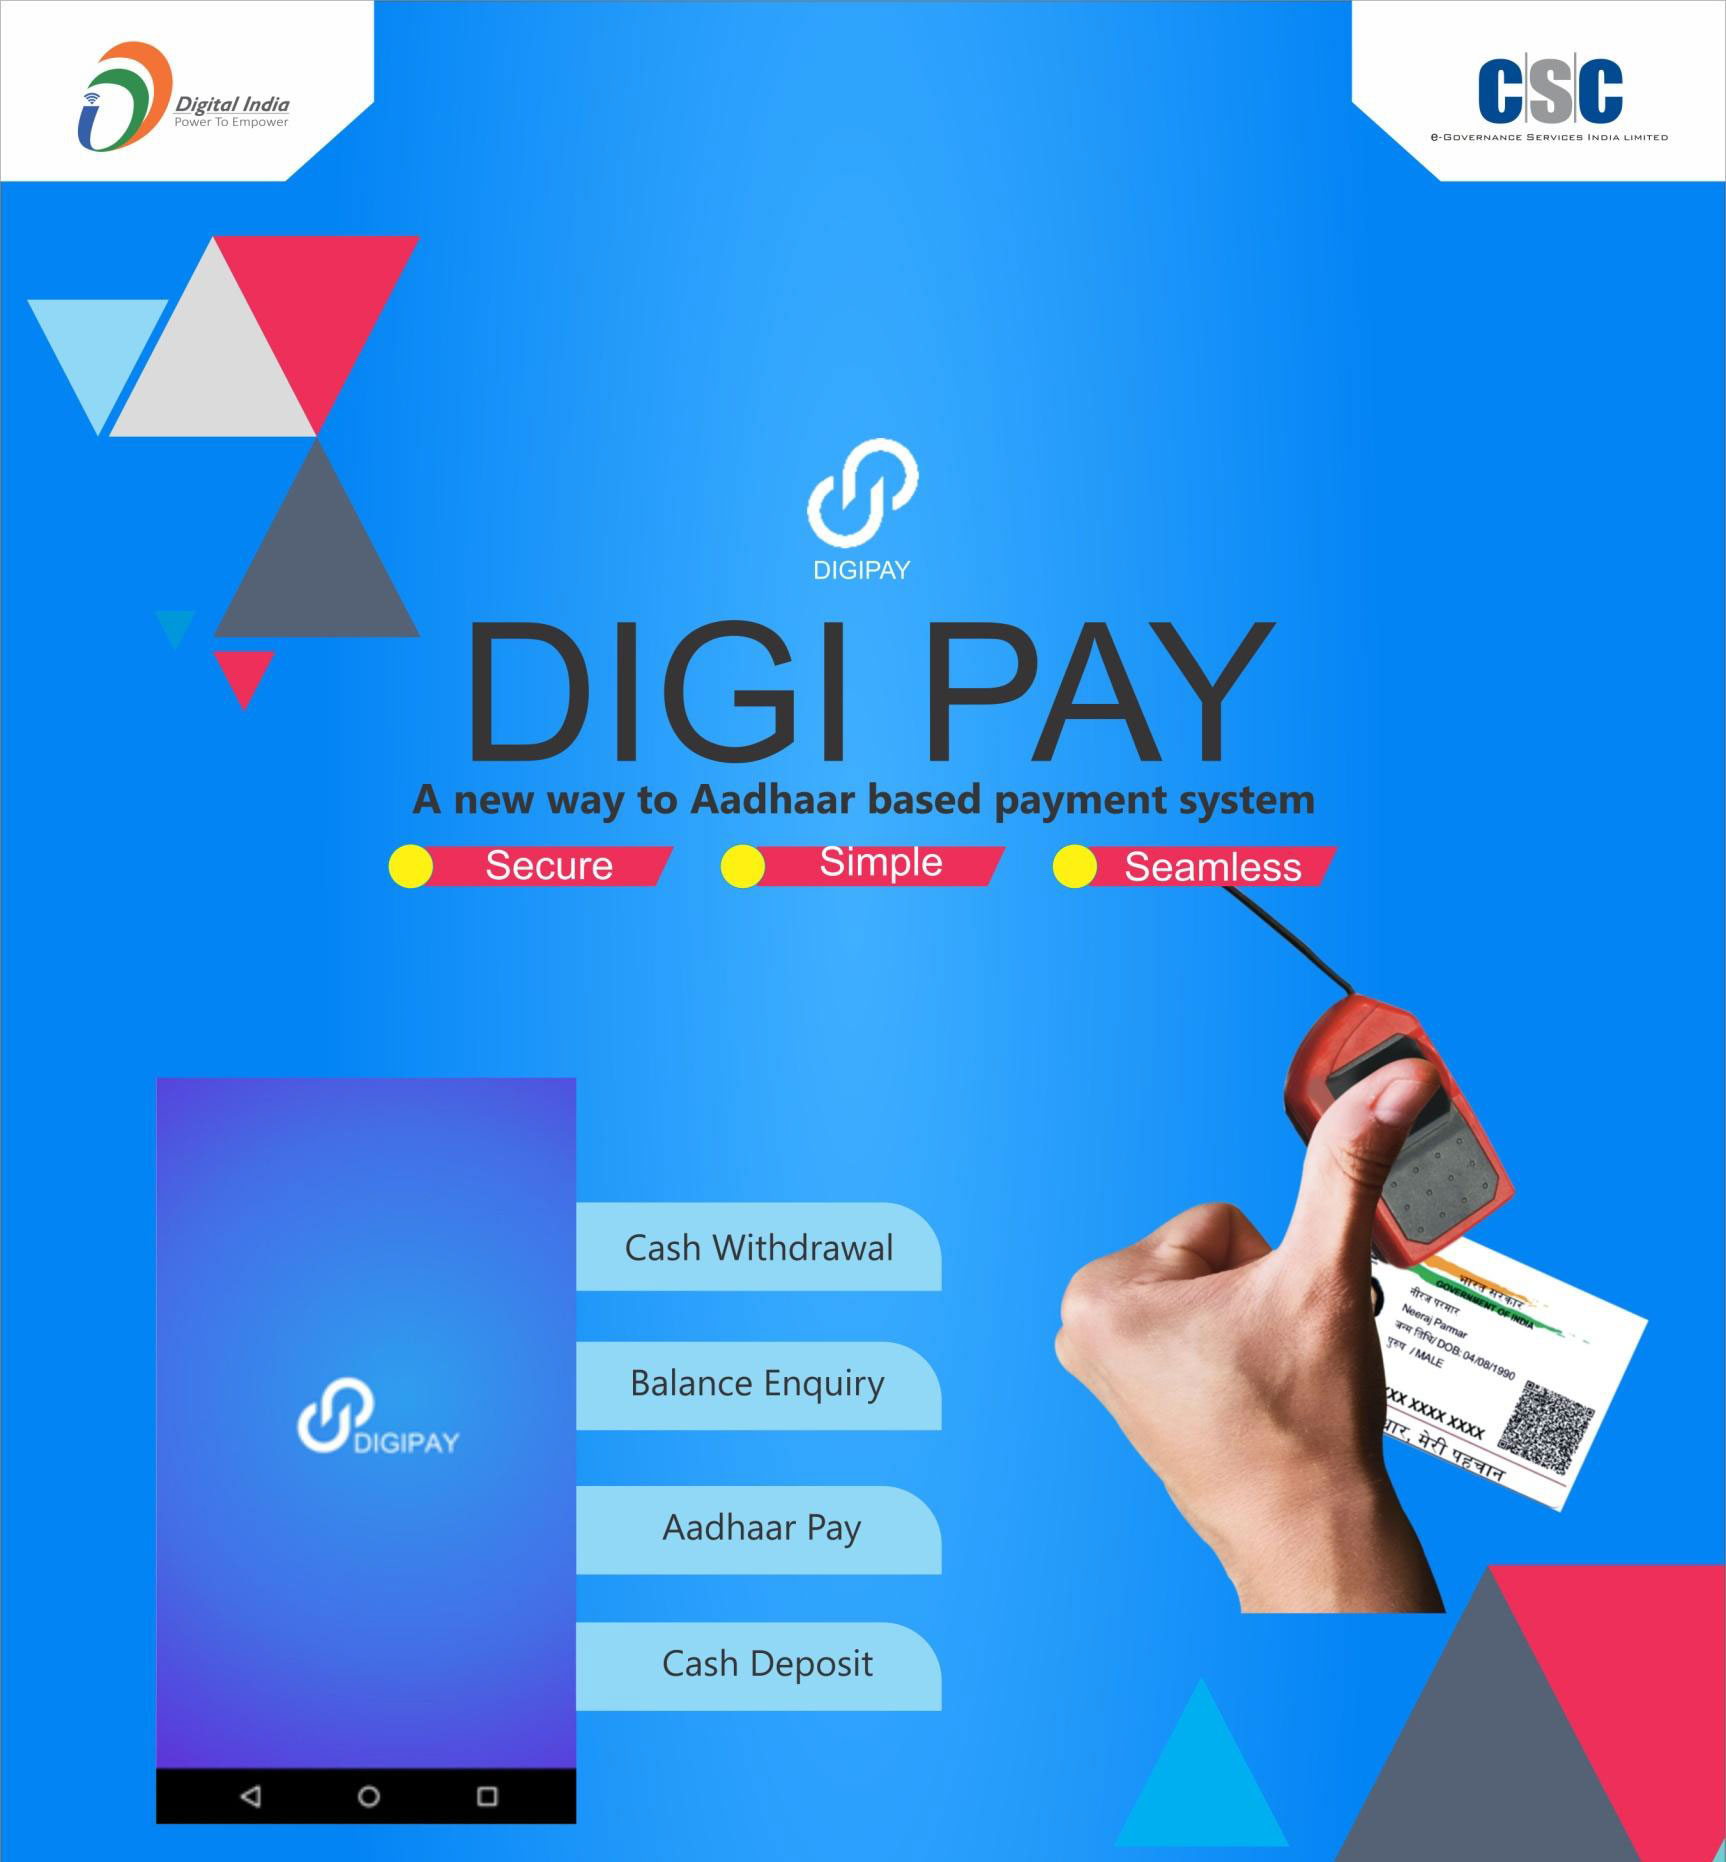 Digital India
Power To Empower
CSC
e-Governance Services India Limited
DIGIPAY
DIGI PAY
A new way to Aadhaar based payment system
Secure
Simple
Seamless
Cash Withdrawal
Balance Enquiry
Aadhaar Pay
Cash Deposit
DIGIPAY
भारत सरकार
GOVERNMENT OF INDIA
नीरज परमार
Neeraj Parmar
जन्म तिथि/ DOB: 04/08/1990
पुरुष / MALE
XXX XXXX XXXX
मेरी पहचान